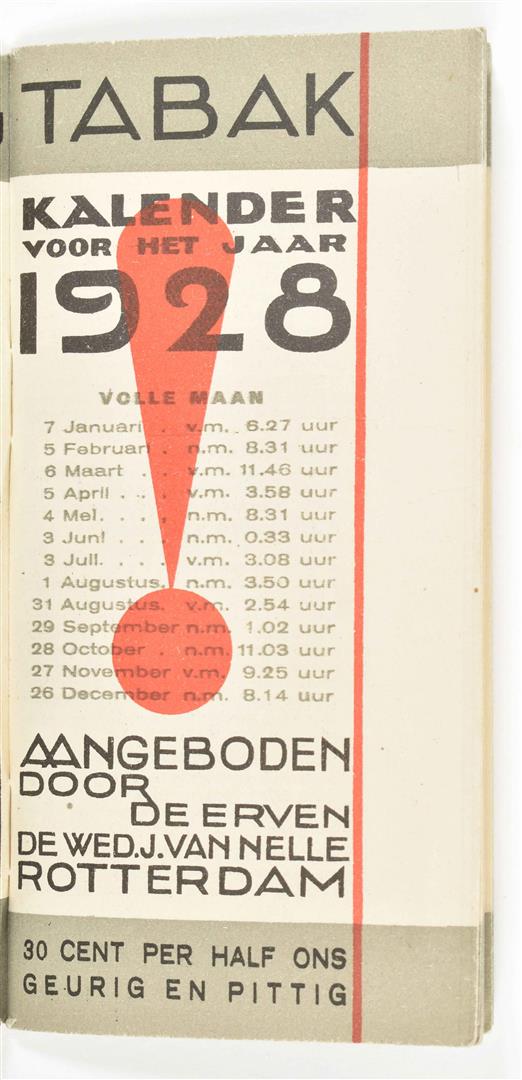 TABAK
KALENDER
VOOR HET JAAR
1928
VOLLE MAAN
7 Januari . v.m. 6.27 uur
5 Februari . n.m. 8.31 uur
6 Maart . . v.m. 11.46 uur
5 April . . . v.m. 3.58 uur
4 Mei. . . . n.m. 8.31 uur
3 Juni . . . n.m. 0.33 uur
3 Juli. . . . v.m. 3.08 uur
1 Augustus. n.m. 3.50 uur
31 Augustus. v.m. 2.54 uur
29 September n.m. 1.02 uur
28 October . n.m. 11.03 uur
27 November v.m. 9.25 uur
26 December n.m. 8.14 uur
AANGEBODEN
DOOR
DE ERVEN
DE WED.J.VAN NELLE
ROTTERDAM
30 CENT PER HALF ONS
GEURIG EN PITTIG